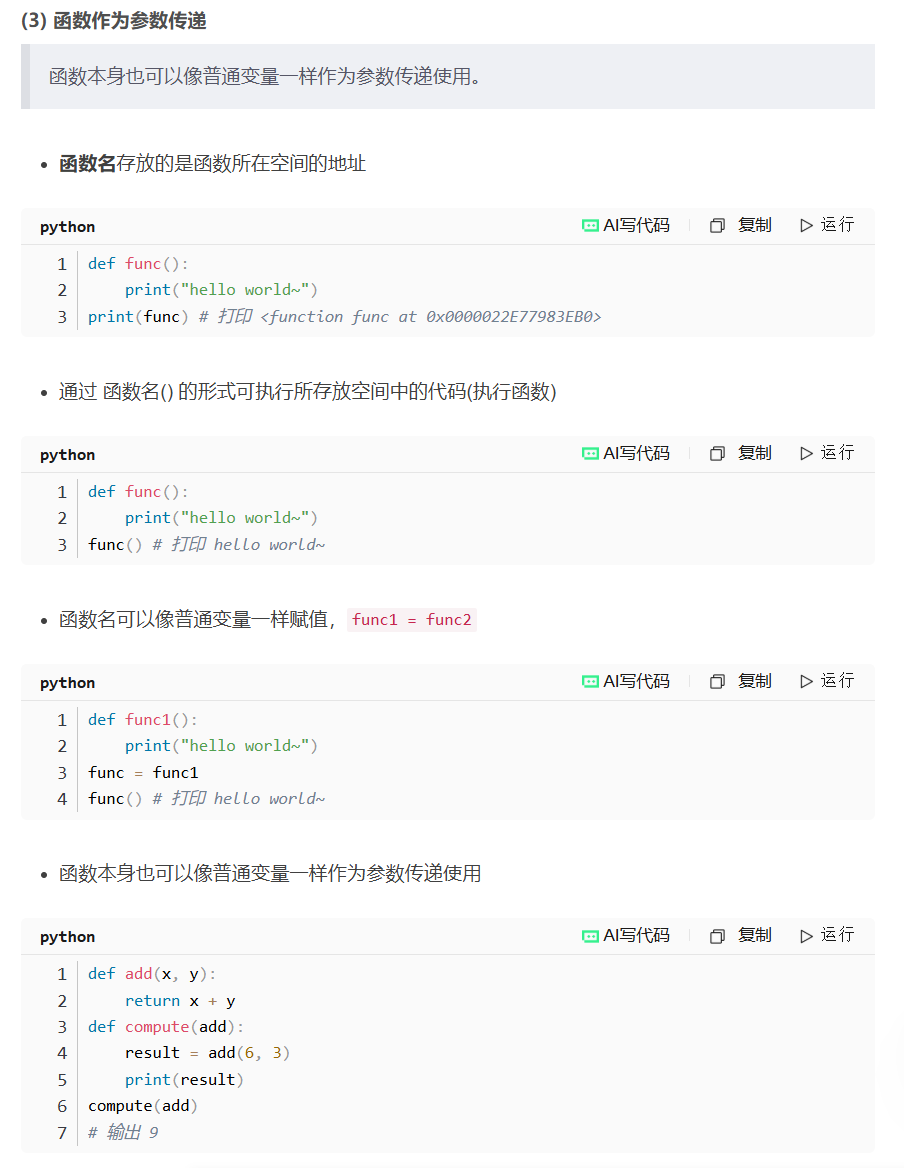 (3) 函数作为参数传递
函数本身也可以像普通变量一样作为参数传递使用。
• 函数名存放的是函数所在空间的地址
python AI写代码 复制 运行
1 def func():
2     print("hello world~")
3 print(func) # 打印 <function func at 0x0000022E77983EB0>
• 通过 函数名() 的形式可执行所存放空间中的代码(执行函数)
python AI写代码 复制 运行
1 def func():
2     print("hello world~")
3 func() # 打印 hello world~
• 函数名可以像普通变量一样赋值，func1 = func2
python AI写代码 复制 运行
1 def func1():
2     print("hello world~")
3 func = func1
4 func() # 打印 hello world~
• 函数本身也可以像普通变量一样作为参数传递使用
python AI写代码 复制 运行
1 def add(x, y):
2     return x + y
3 def compute(add):
4     result = add(6, 3)
5     print(result)
6 compute(add)
7 # 输出 9